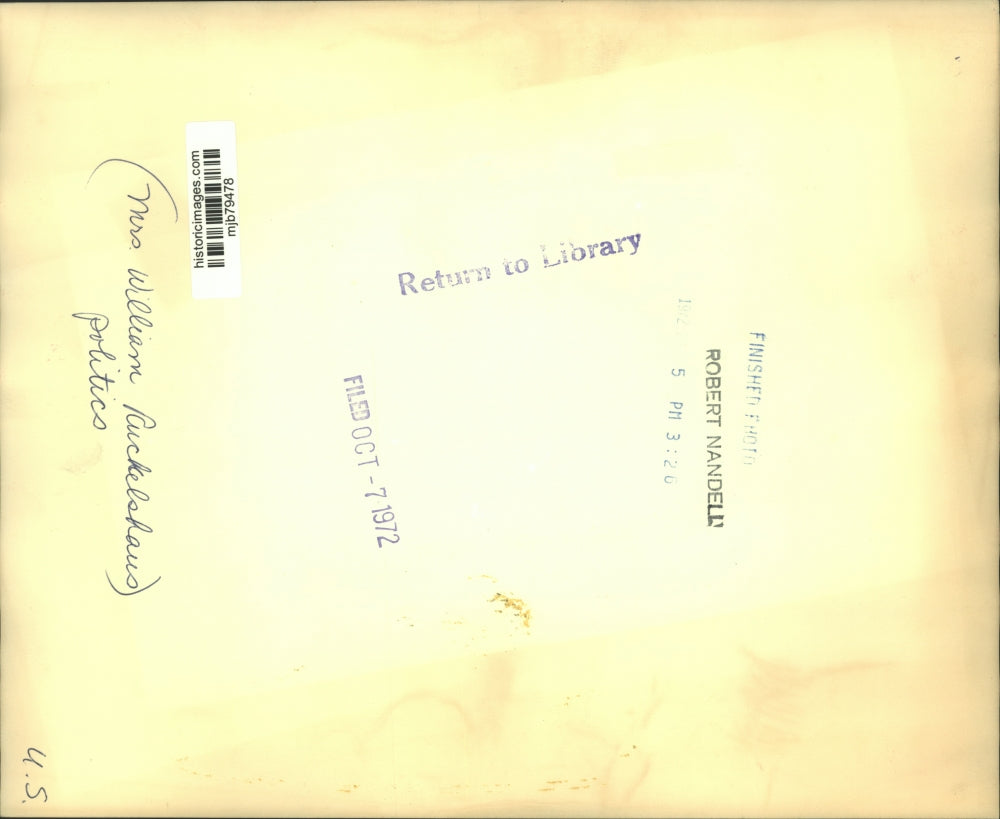 FINISHED PHOTO
ROBERT NANDELL
5 PM 3:26
Return to Library
FILED OCT - 7 1972
historicimages.com
mjb79478
(Mrs. William Ruckelshaus)
politics
U.S.